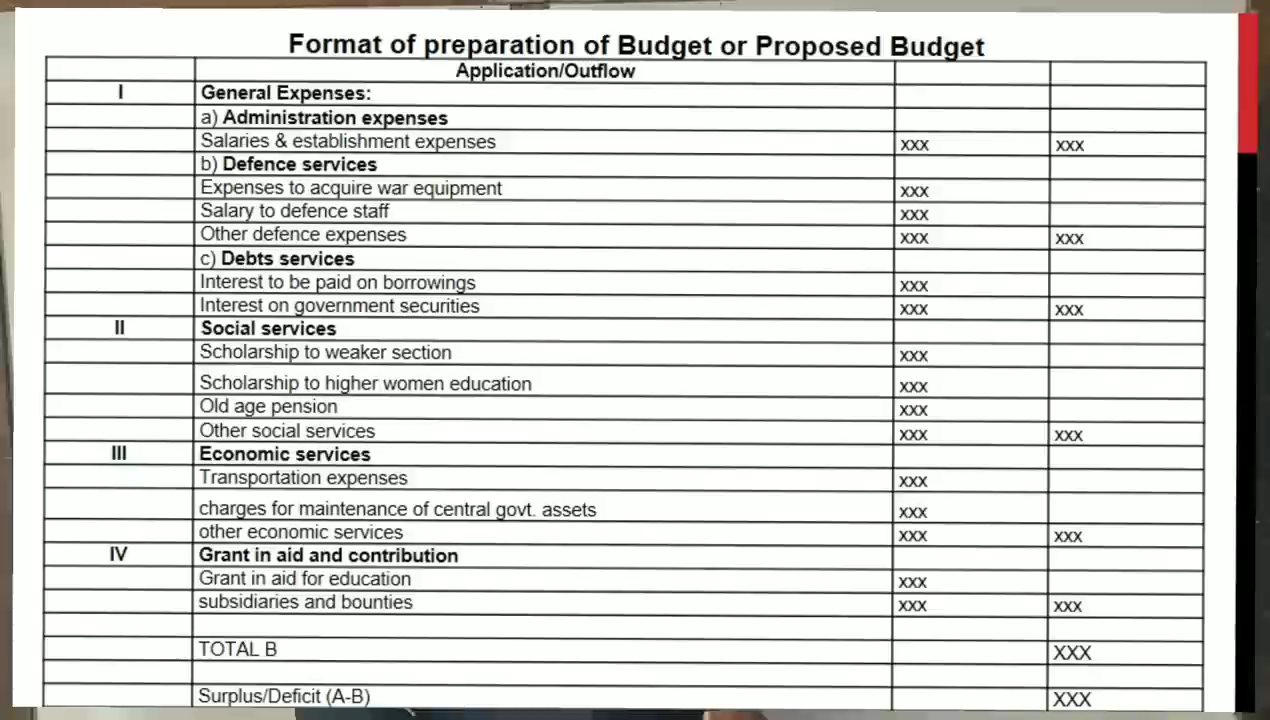 Format of preparation of Budget or Proposed Budget
Application/Outflow
I General Expenses:
a) Administration expenses
Salaries & establishment expenses xxx xxx
b) Defence services
Expenses to acquire war equipment xxx
Salary to defence staff xxx
Other defence expenses xxx xxx
c) Debts services
Interest to be paid on borrowings xxx
Interest on government securities xxx xxx
II Social services
Scholarship to weaker section xxx
Scholarship to higher women education xxx
Old age pension xxx
Other social services xxx xxx
III Economic services
Transportation expenses xxx
charges for maintenance of central govt. assets xxx
other economic services xxx xxx
IV Grant in aid and contribution
Grant in aid for education xxx
subsidiaries and bounties xxx xxx
TOTAL B XXX
Surplus/Deficit (A-B) XXX